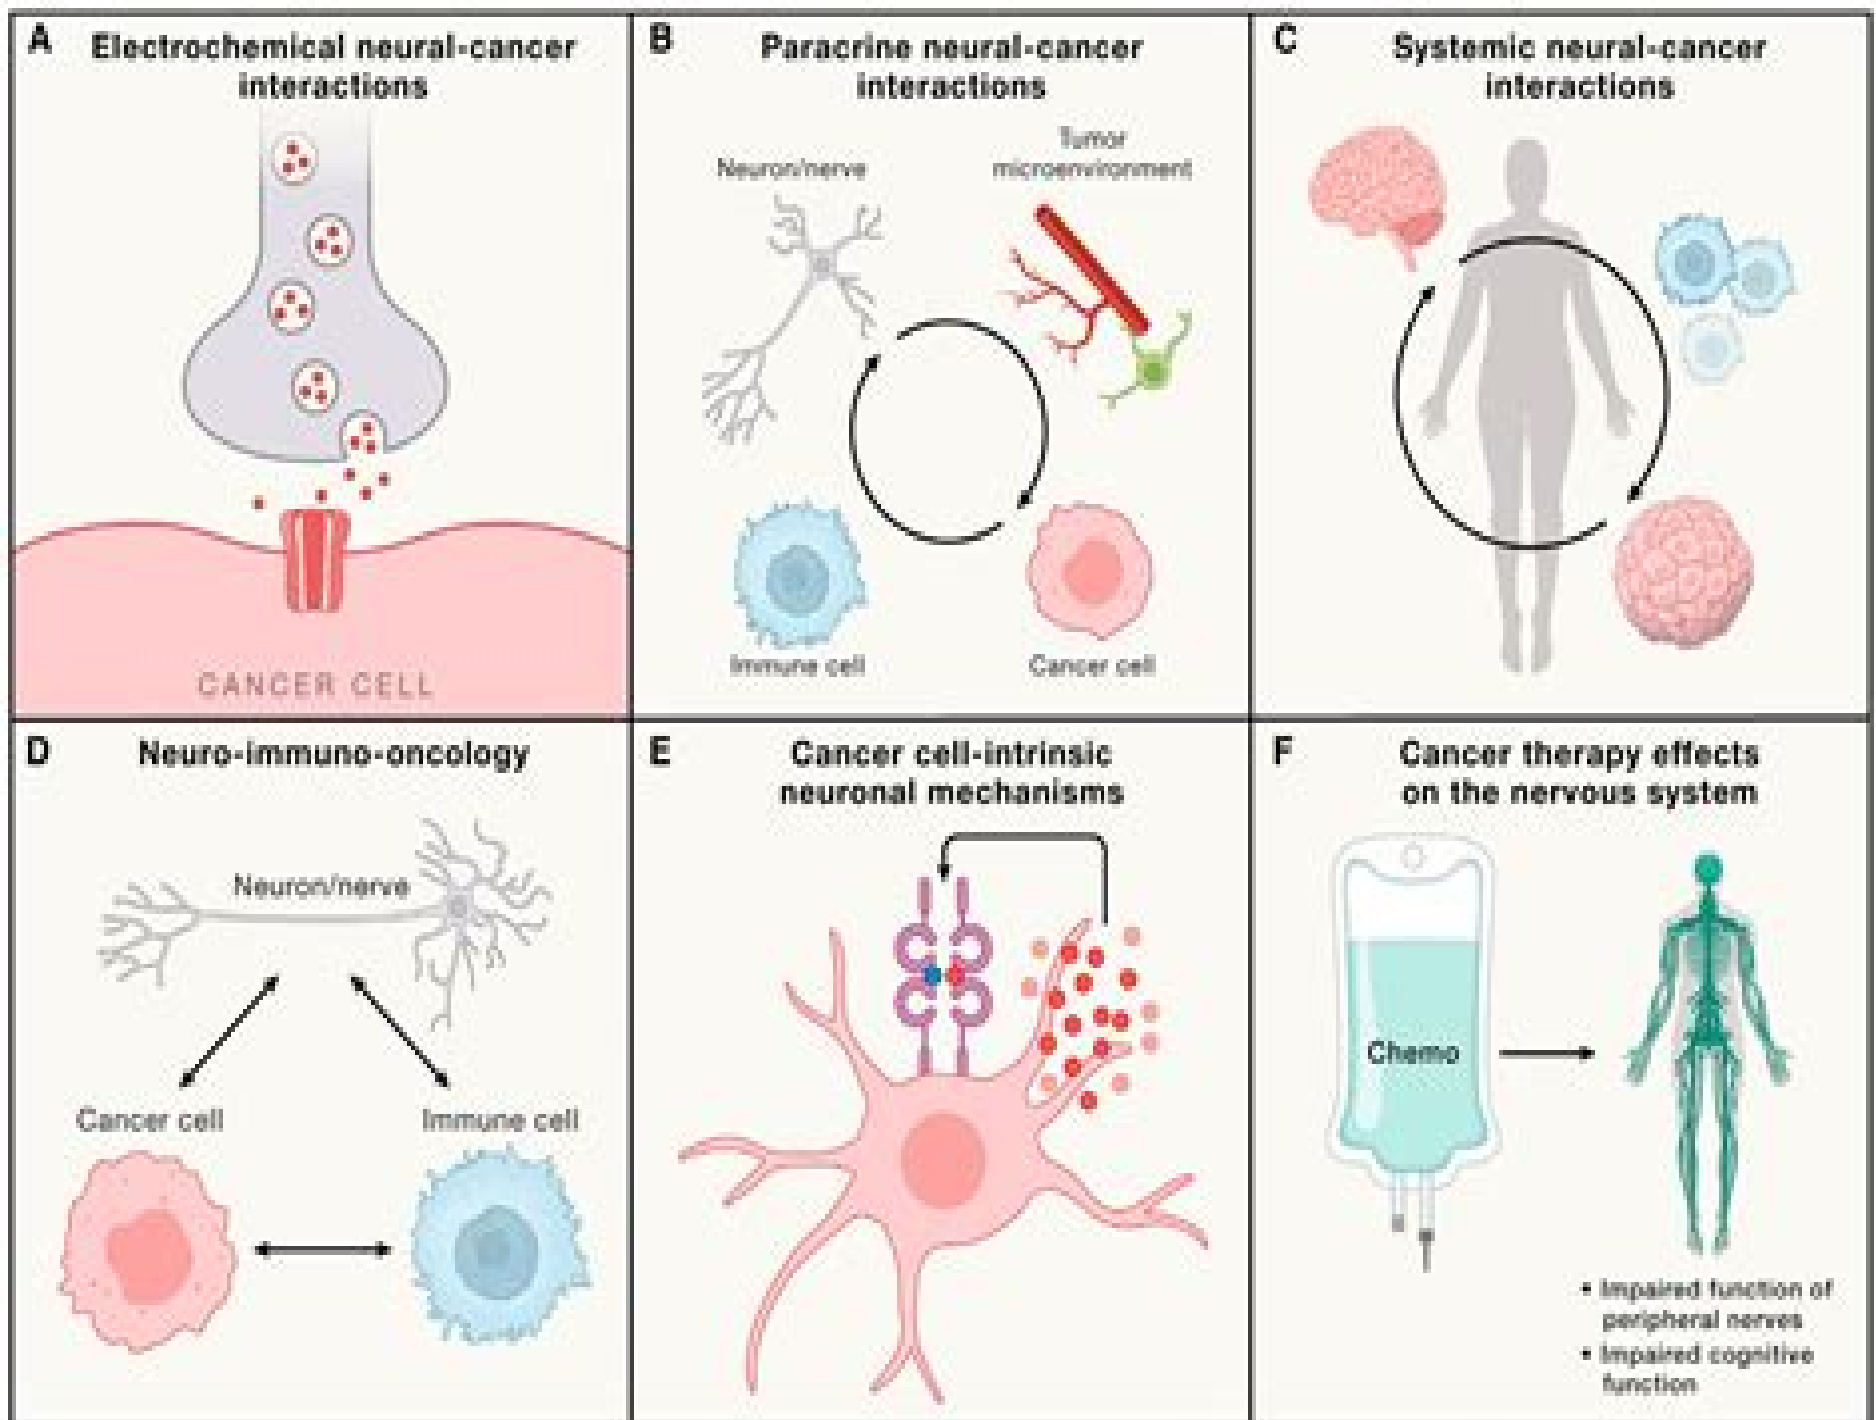 A
Electrochemical neural-cancer
interactions
CANCER CELL
B
Paracrine neural-cancer
interactions
Neuron/nerve
Tumor
microenvironment
Immune cell
Cancer cell
C
Systemic neural-cancer
interactions
D
Neuro-immuno-oncology
Neuron/nerve
Cancer cell
Immune cell
E
Cancer cell-intrinsic
neuronal mechanisms
F
Cancer therapy effects
on the nervous system
Chemo
• Impaired function of
peripheral nerves
• Impaired cognitive
function